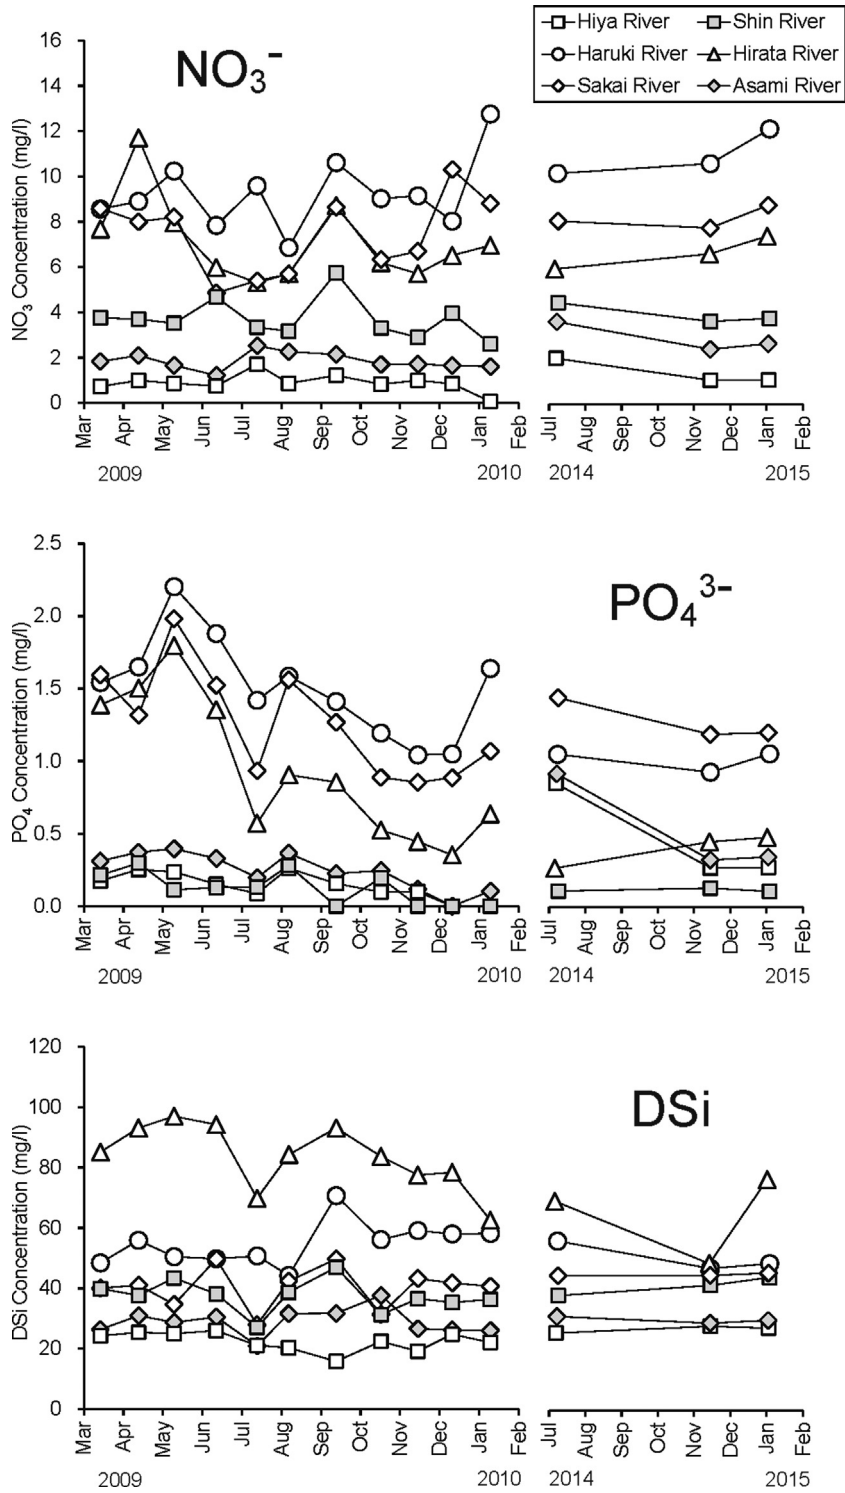 Hiya River Shin River
Haruki River Hirata River
Sakai River Asami River
NO₃⁻
NO₃ Concentration (mg/l)
16
14
12
10
8
6
4
2
0
Mar Apr May Jun Jul Aug Sep Oct Nov Dec Jan Feb
Jul Aug Sep Oct Nov Dec Jan Feb
2009 2010 2014 2015
PO₄³⁻
PO₄ Concentration (mg/l)
2.5
2.0
1.5
1.0
0.5
0.0
Mar Apr May Jun Jul Aug Sep Oct Nov Dec Jan Feb
Jul Aug Sep Oct Nov Dec Jan Feb
2009 2010 2014 2015
DSi
DSi Concentration (mg/l)
120
100
80
60
40
20
0
Mar Apr May Jun Jul Aug Sep Oct Nov Dec Jan Feb
Jul Aug Sep Oct Nov Dec Jan Feb
2009 2010 2014 2015